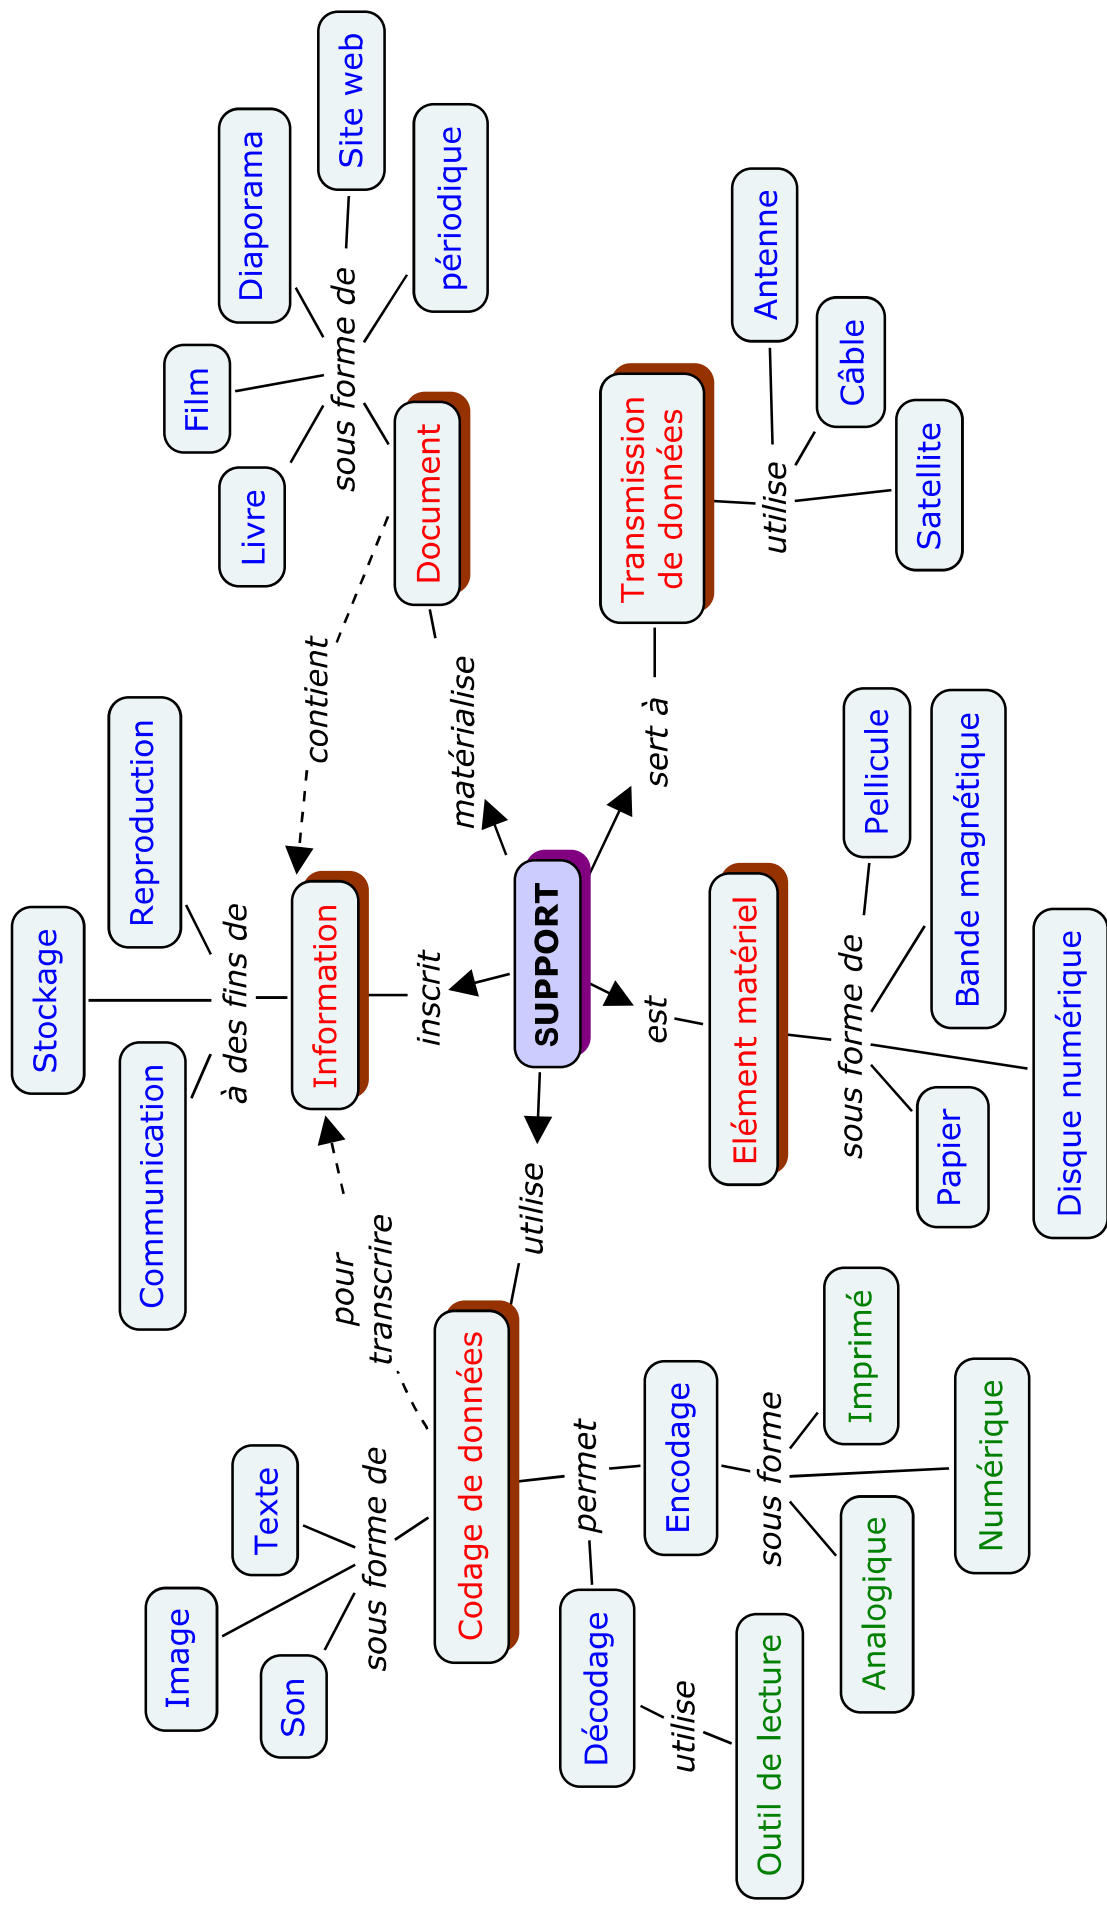 Stockage
Communication
Reproduction
à des fins de
Image
Texte
Son
sous forme de
pour
transcrire
Information
contient
Livre
Film
Diaporama
Site web
périodique
sous forme de
Codage de données
utilise
inscrit
matérialise
Document
SUPPORT
Décodage
permet
Encodage
est
sert à
Transmission
de données
utilise
Outil de lecture
sous forme
Analogique
Imprimé
Numérique
Elément matériel
sous forme de
Papier
Pellicule
Bande magnétique
Disque numérique
utilise
Antenne
Câble
Satellite